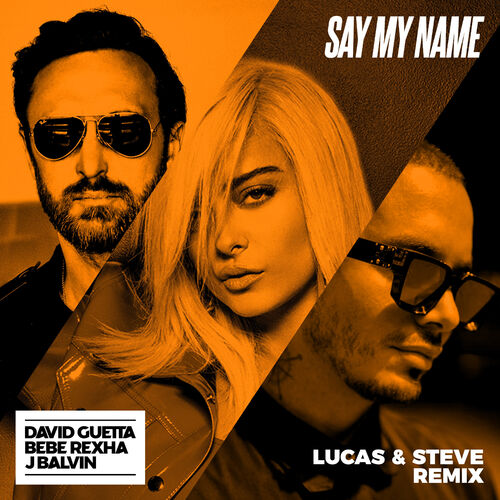 SAY MY NAME
DAVID GUETTA
BEBE REXHA
J BALVIN
LUCAS & STEVE
REMIX